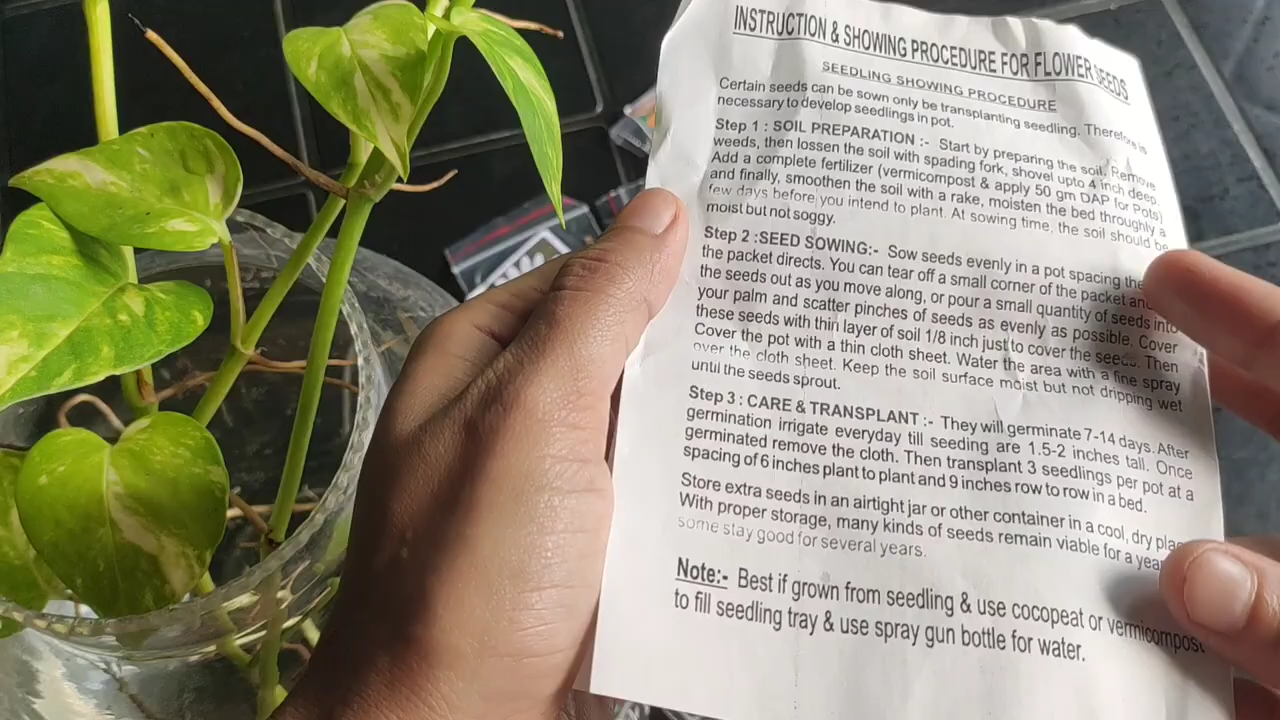 INSTRUCTION & SHOWING PROCEDURE FOR FLOWER SEEDS
SEEDLING SHOWING PROCEDURE
Certain seeds can be sown only be transplanting seedling. Therefore is
necessary to develop seedlings in pot.
Step 1 : SOIL PREPARATION :- Start by preparing the soil. Remove
weeds, then lossen the soil with spading fork, shovel upto 4 inch deep.
Add a complete fertilizer (vermicompost & apply 50 gm DAP for Pots)
and finally, smoothen the soil with a rake, moisten the bed throughly a
few days before you intend to plant. At sowing time, the soil should be
moist but not soggy.
Step 2 :SEED SOWING:- Sow seeds evenly in a pot spacing the
the packet directs. You can tear off a small corner of the packet and
the seeds out as you move along, or pour a small quantity of seeds into
your palm and scatter pinches of seeds as evenly as possible. Cover
these seeds with thin layer of soil 1/8 inch just to cover the seeds. Then
Cover the pot with a thin cloth sheet. Water the area with a fine spray
over the cloth sheet. Keep the soil surface moist but not dripping wet
until the seeds sprout.
Step 3 : CARE & TRANSPLANT :- They will germinate 7-14 days. After
germination irrigate everyday till seeding are 1.5-2 inches tall. Once
germinated remove the cloth. Then transplant 3 seedlings per pot at a
spacing of 6 inches plant to plant and 9 inches row to row in a bed.
Store extra seeds in an airtight jar or other container in a cool, dry place
With proper storage, many kinds of seeds remain viable for a year
some stay good for several years.
Note:- Best if grown from seedling & use cocopeat or vermicompost
to fill seedling tray & use spray gun bottle for water.